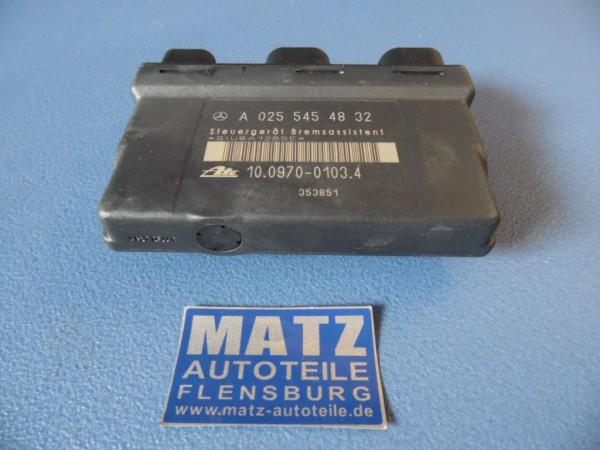 A 025 545 48 32
Steuergerät Bremsassistent
Ate 10.0970-0103.4
353851
MATZ
AUTOTEILE
FLENSBURG
www.matz-autoteile.de